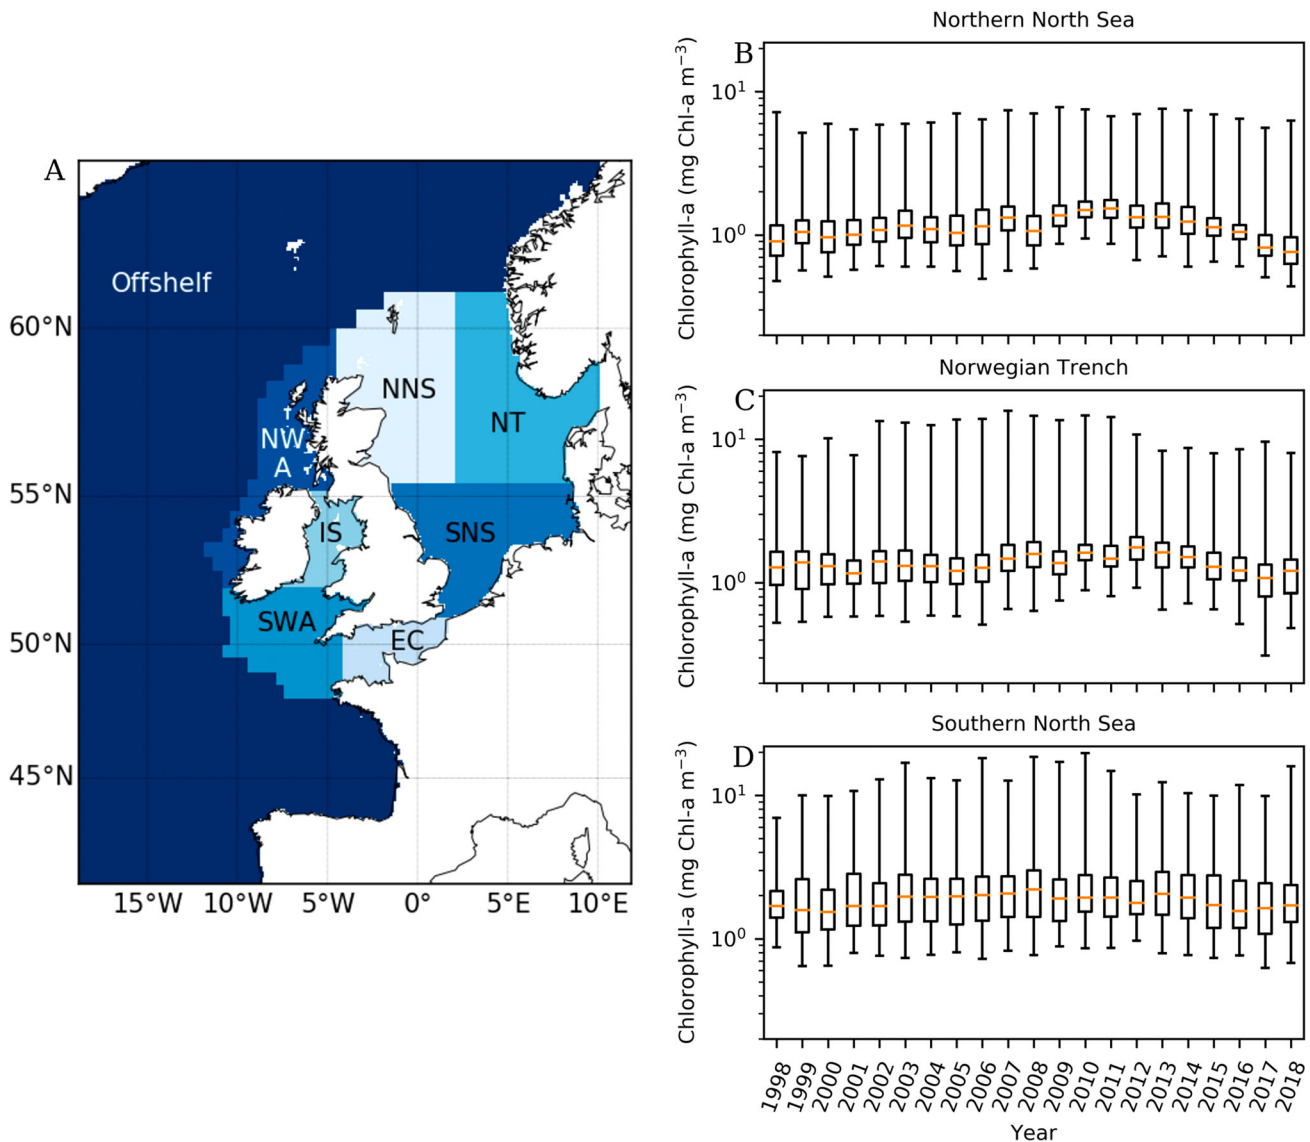 A
Offshelf
NNS
NT
NW
A
IS
SNS
SWA
EC
60°N
55°N
50°N
45°N
15°W 10°W 5°W 0° 5°E 10°E
Northern North Sea
B
Chlorophyll-a (mg Chl-a m⁻³)
10¹
10⁰
Norwegian Trench
C
Chlorophyll-a (mg Chl-a m⁻³)
10¹
10⁰
Southern North Sea
D
Chlorophyll-a (mg Chl-a m⁻³)
10¹
10⁰
1998 1999 2000 2001 2002 2003 2004 2005 2006 2007 2008 2009 2010 2011 2012 2013 2014 2015 2016 2017 2018
Year